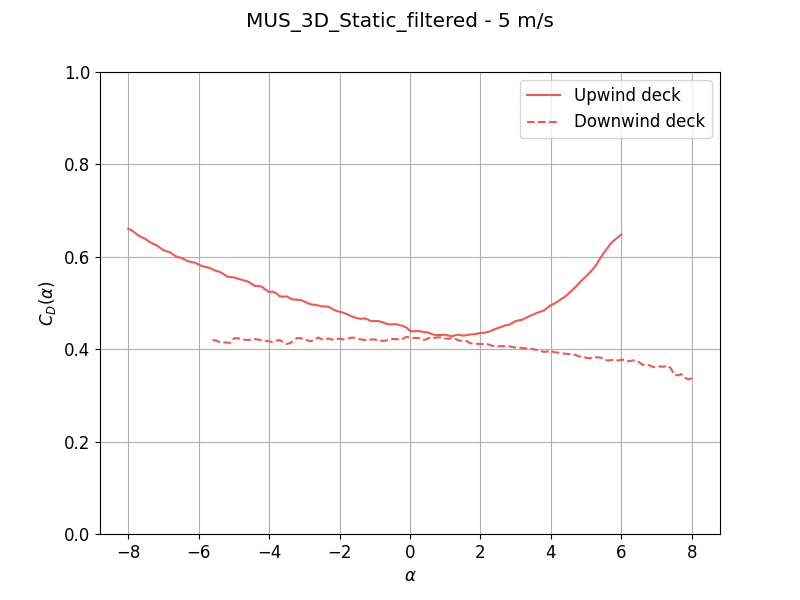 MUS_3D_Static_filtered - 5 m/s
Upwind deck
Downwind deck
1.0
0.8
0.6
0.4
0.2
0.0
C_D(α)
−8 −6 −4 −2 0 2 4 6 8
α